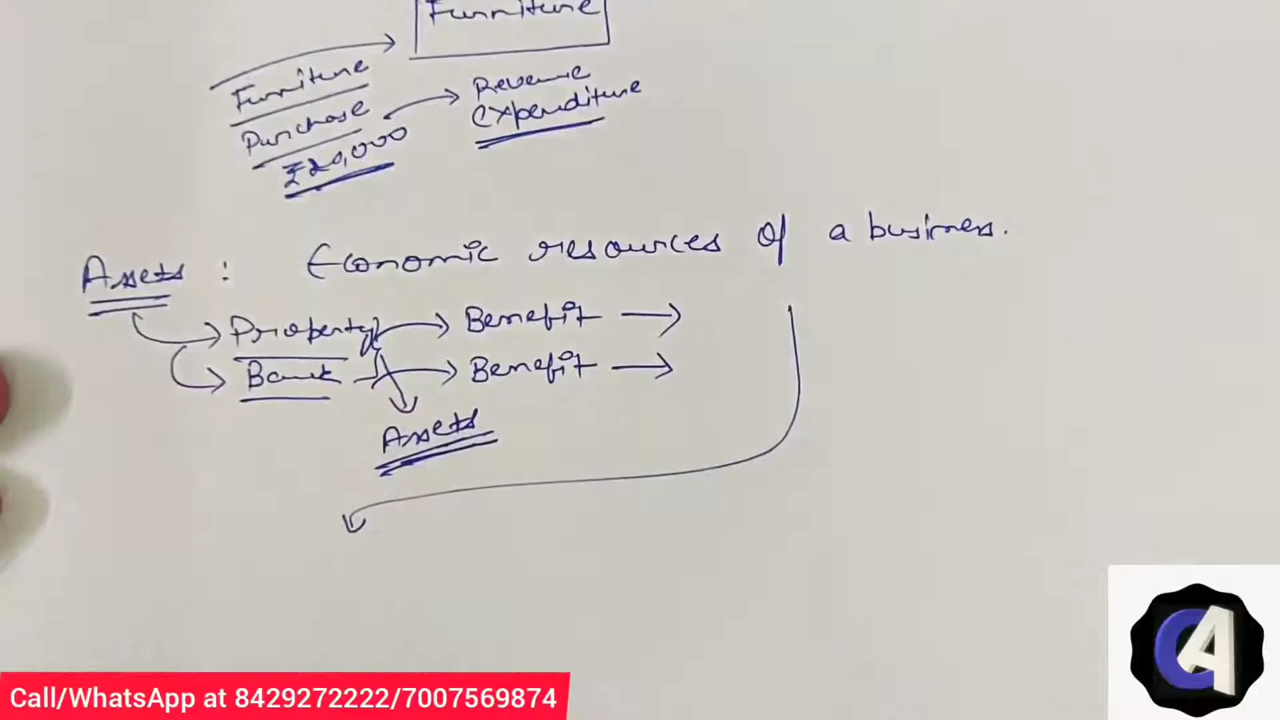 Furniture
Furniture
Purchase
₹20,000
Revenue
expenditure
Assets : Economic resources of a business.
Property Benefit
Bank Benefit
Assets
CA
Call/WhatsApp at 8429272222/7007569874